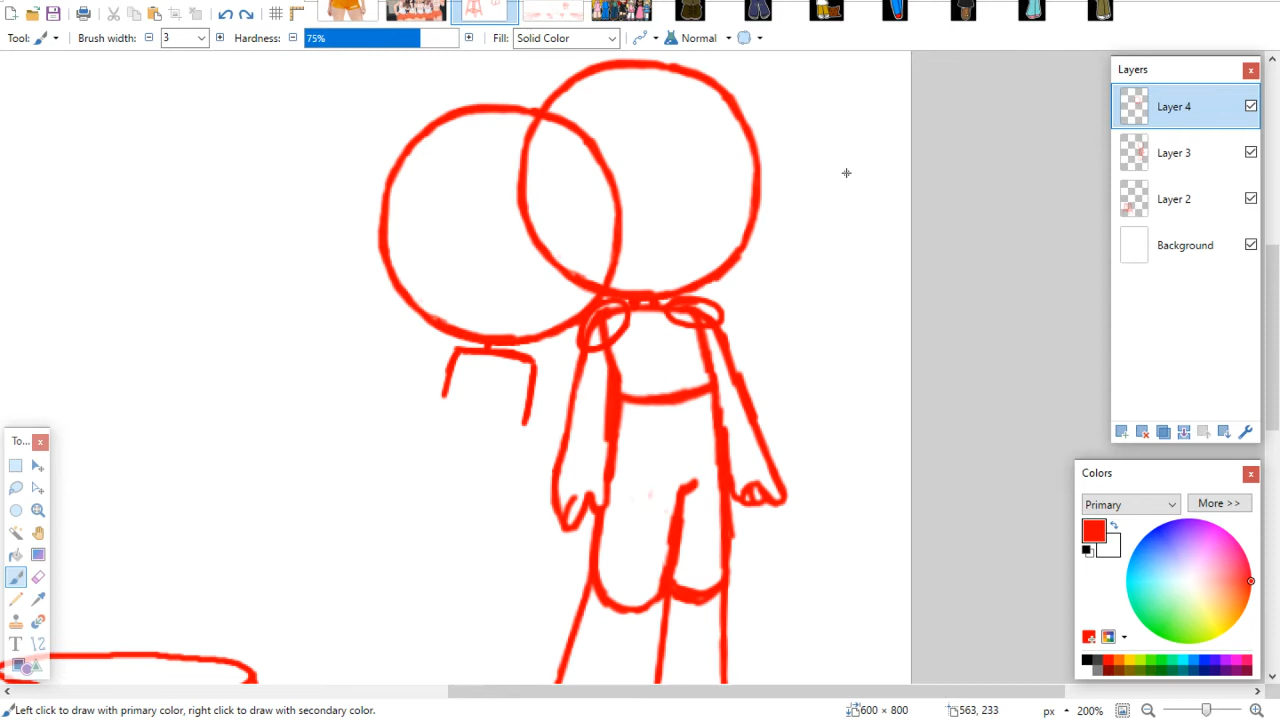 Tool: Brush width: 3 Hardness: 75% Fill: Solid Color Normal
Layers
Layer 4
Layer 3
Layer 2
Background
To...
T
Colors
Primary More >>
Left click to draw with primary color, right click to draw with secondary color. 600 × 800 563, 233 px 200%